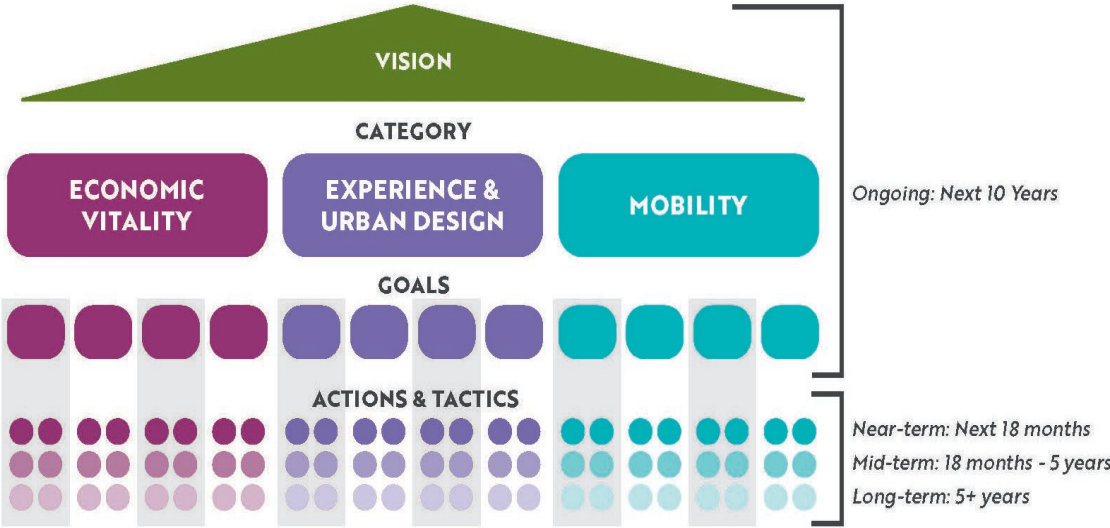 VISION
CATEGORY
ECONOMIC
VITALITY
EXPERIENCE &
URBAN DESIGN
MOBILITY
Ongoing: Next 10 Years
GOALS
ACTIONS & TACTICS
Near-term: Next 18 months
Mid-term: 18 months - 5 years
Long-term: 5+ years